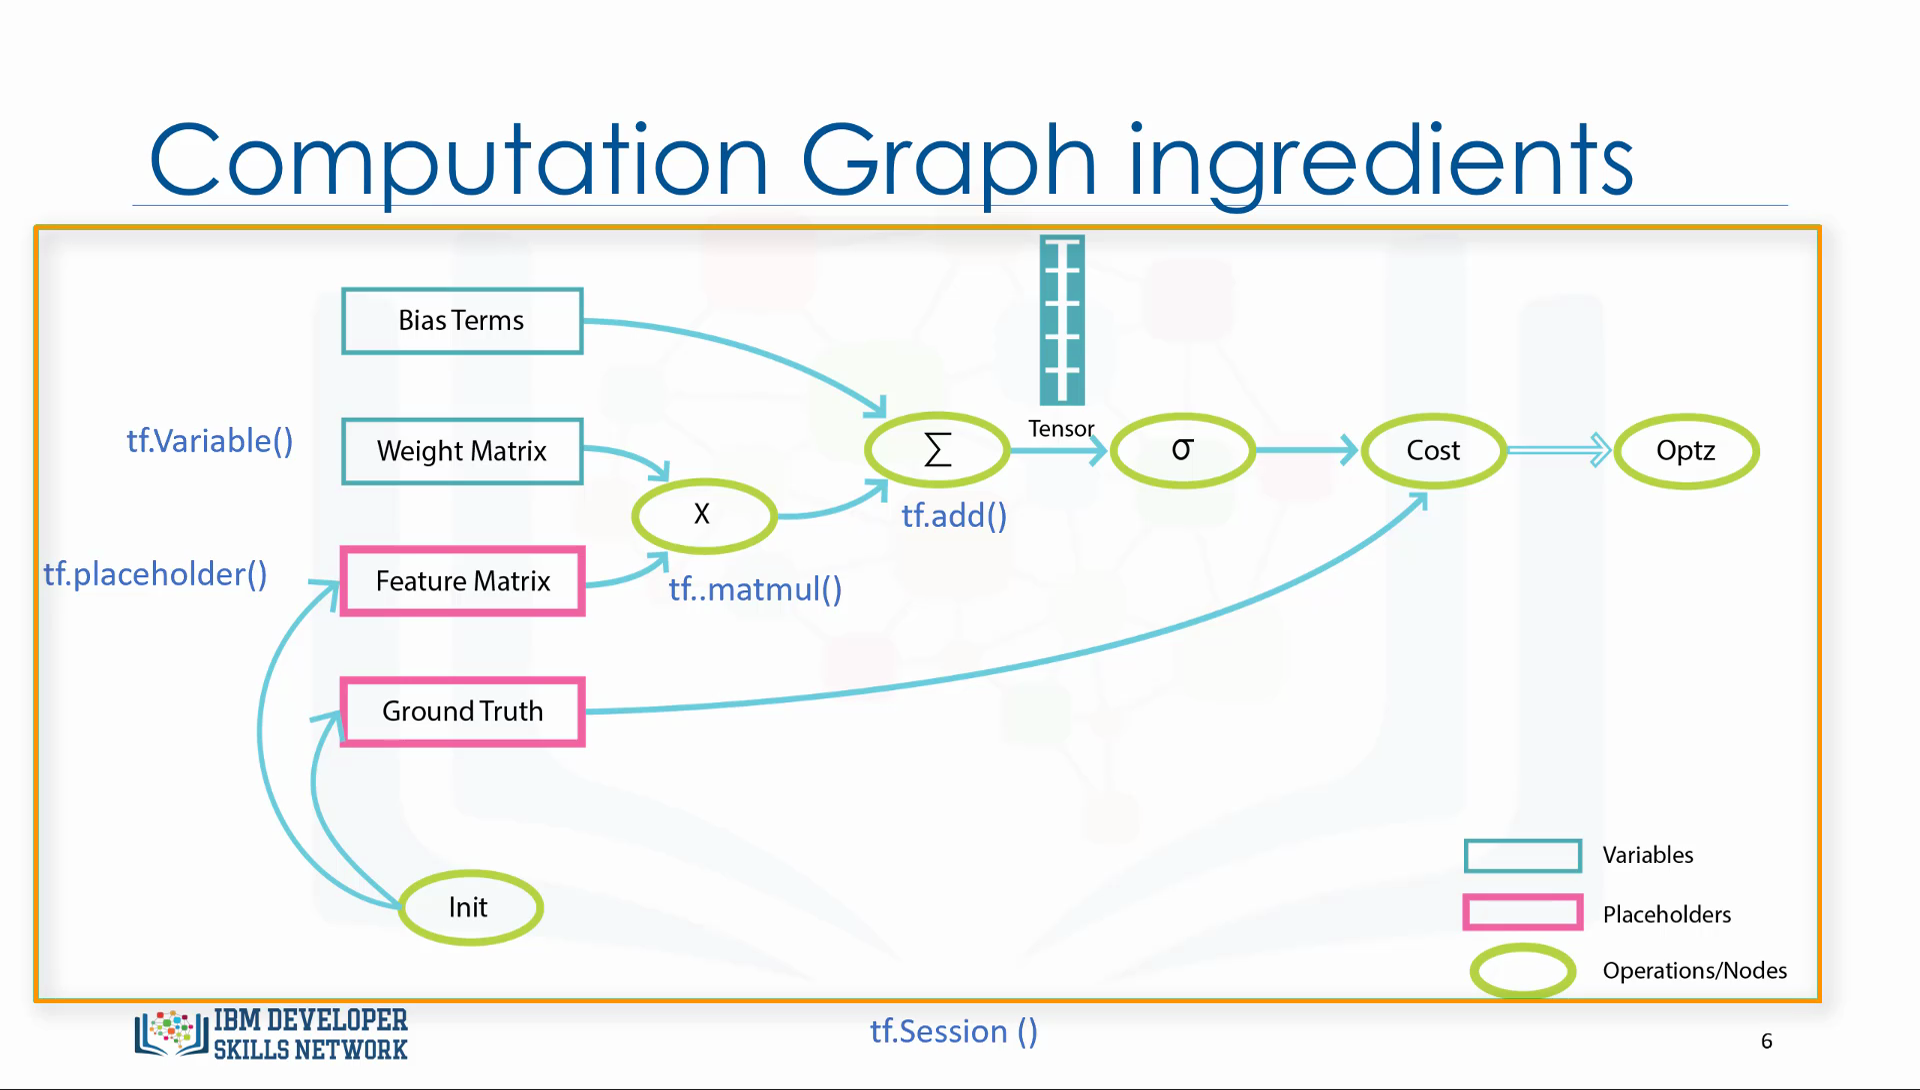 Computation Graph ingredients
Bias Terms
tf.Variable()
Weight Matrix
X
Σ
Tensor
σ
Cost
Optz
tf.add()
tf.placeholder()
Feature Matrix
tf..matmul()
Ground Truth
Init
Variables
Placeholders
Operations/Nodes
IBM DEVELOPER
SKILLS NETWORK
tf.Session ()
6